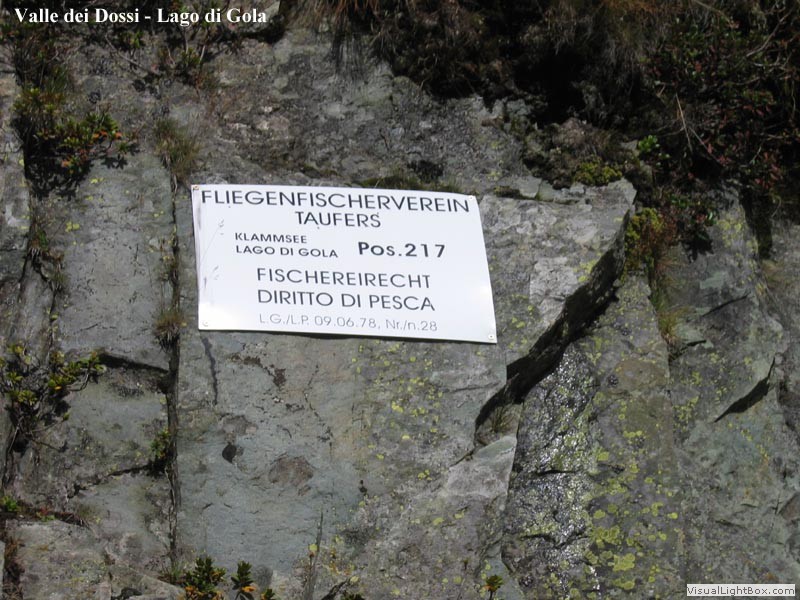 Valle dei Dossi - Lago di Gola
FLIEGENFISCHERVEREIN
TAUFERS
KLAMMSEE
LAGO DI GOLA Pos.217
FISCHEREIRECHT
DIRITTO DI PESCA
L.G./L.P. 09.06.78, Nr./n.28
VisualLightBox.com